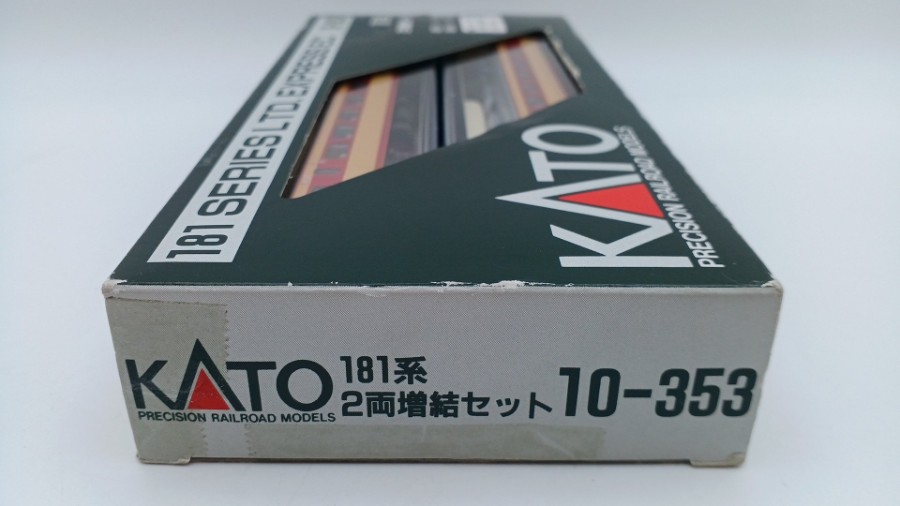 181 SERIES LTD.EXPRESS EC
KATO
PRECISION RAILROAD MODELS
KATO
PRECISION RAILROAD MODELS
181系
2両増結セット
10-353